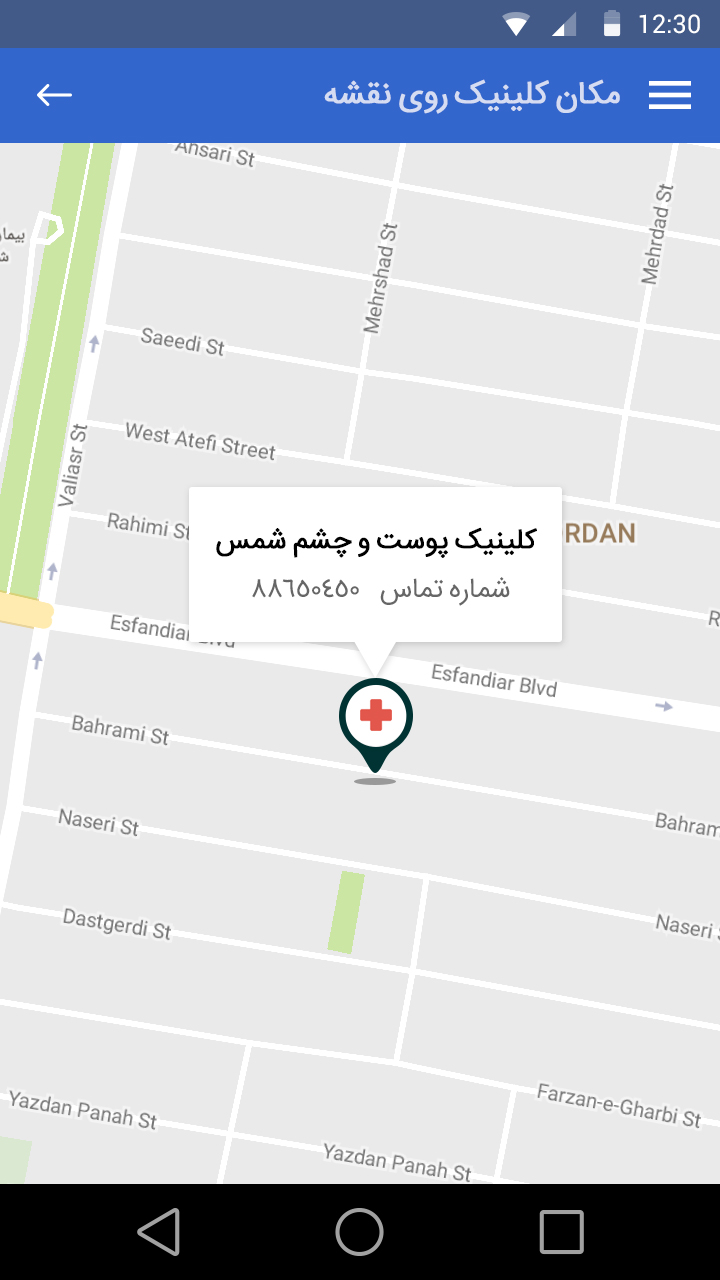 12:30
مکان کلینیک روی نقشه
Ansari St
Mehrdad St
Mehrshad St
Saeedi St
West Atefi Street
Valiasr St
Rahimi St
RDAN
کلینیک پوست و چشم شمس
شماره تماس ٨٨٦٥٠٤٥٠
Esfandiar Blvd
Esfandiar Blvd
Bahrami St
Naseri St
Bahram
Dastgerdi St
Naseri S
Yazdan Panah St
Farzan-e-Gharbi St
Yazdan Panah St